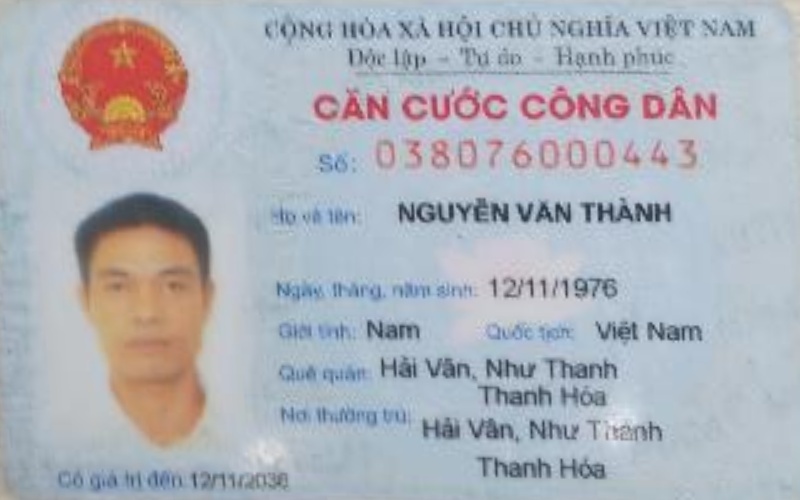 CỘNG HÒA XÃ HỘI CHỦ NGHĨA VIỆT NAM
Độc lập - Tự do - Hạnh phúc
CĂN CƯỚC CÔNG DÂN
Số: 038076000443
Họ và tên: NGUYỄN VĂN THÀNH
Ngày, tháng, năm sinh: 12/11/1976
Giới tính: Nam Quốc tịch: Việt Nam
Quê quán: Hải Vân, Như Thanh
Thanh Hóa
Nơi thường trú: Hải Vân, Như Thanh
Thanh Hóa
Có giá trị đến 12/11/2036